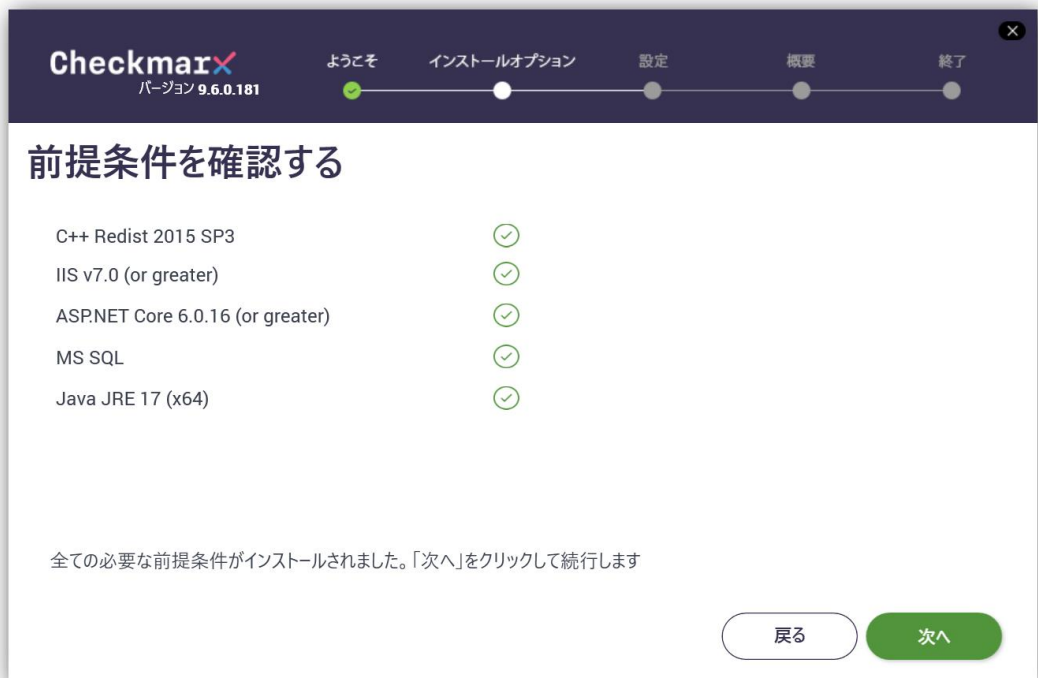 Checkmarx
バージョン 9.6.0.181
ようこそ
インストールオプション
設定
概要
終了
前提条件を確認する
C++ Redist 2015 SP3
IIS v7.0 (or greater)
ASP.NET Core 6.0.16 (or greater)
MS SQL
Java JRE 17 (x64)
全ての必要な前提条件がインストールされました。「次へ」をクリックして続行します
戻る
次へ